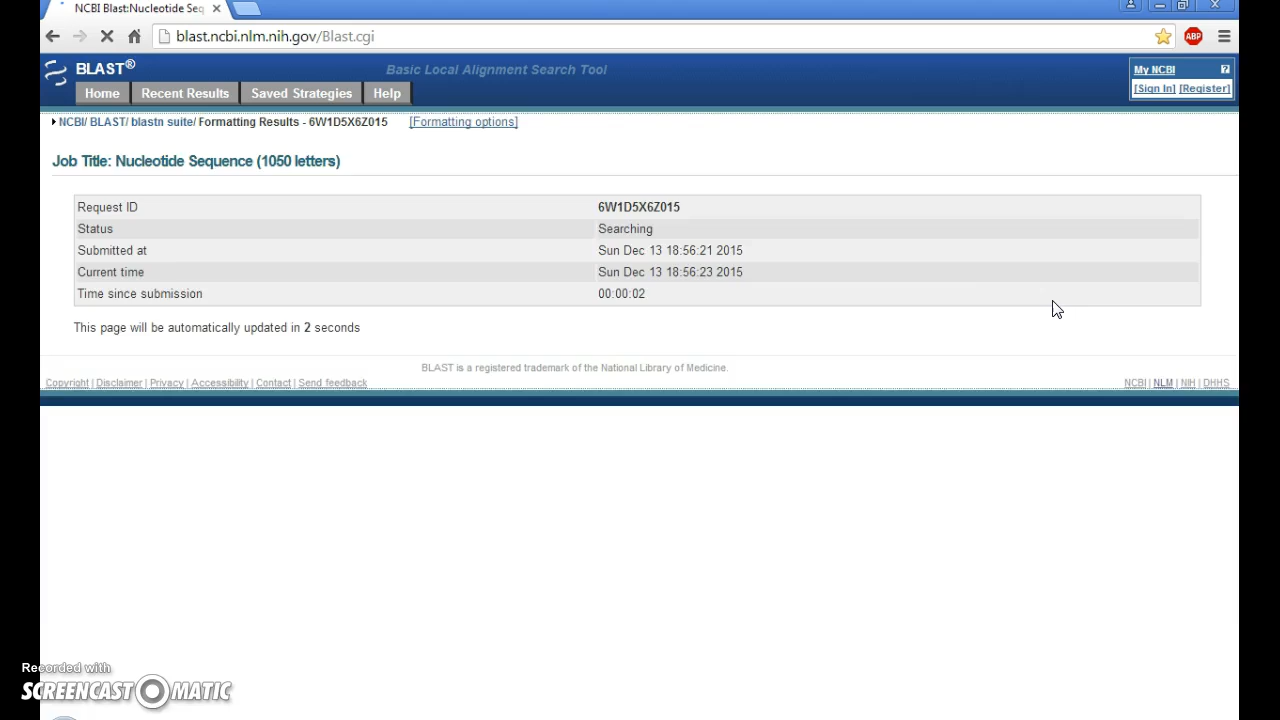 NCBI Blast:Nucleotide Seq
blast.ncbi.nlm.nih.gov/Blast.cgi
ABP
BLAST®
Basic Local Alignment Search Tool
My NCBI ?
[Sign In] [Register]
Home Recent Results Saved Strategies Help
NCBI/ BLAST/ blastn suite/ Formatting Results - 6W1D5X6Z015 [Formatting options]
Job Title: Nucleotide Sequence (1050 letters)
Request ID 6W1D5X6Z015
Status Searching
Submitted at Sun Dec 13 18:56:21 2015
Current time Sun Dec 13 18:56:23 2015
Time since submission 00:00:02
This page will be automatically updated in 2 seconds
BLAST is a registered trademark of the National Library of Medicine.
Copyright | Disclaimer | Privacy | Accessibility | Contact | Send feedback
NCBI | NLM | NIH | DHHS
Recorded with
SCREENCAST MATIC